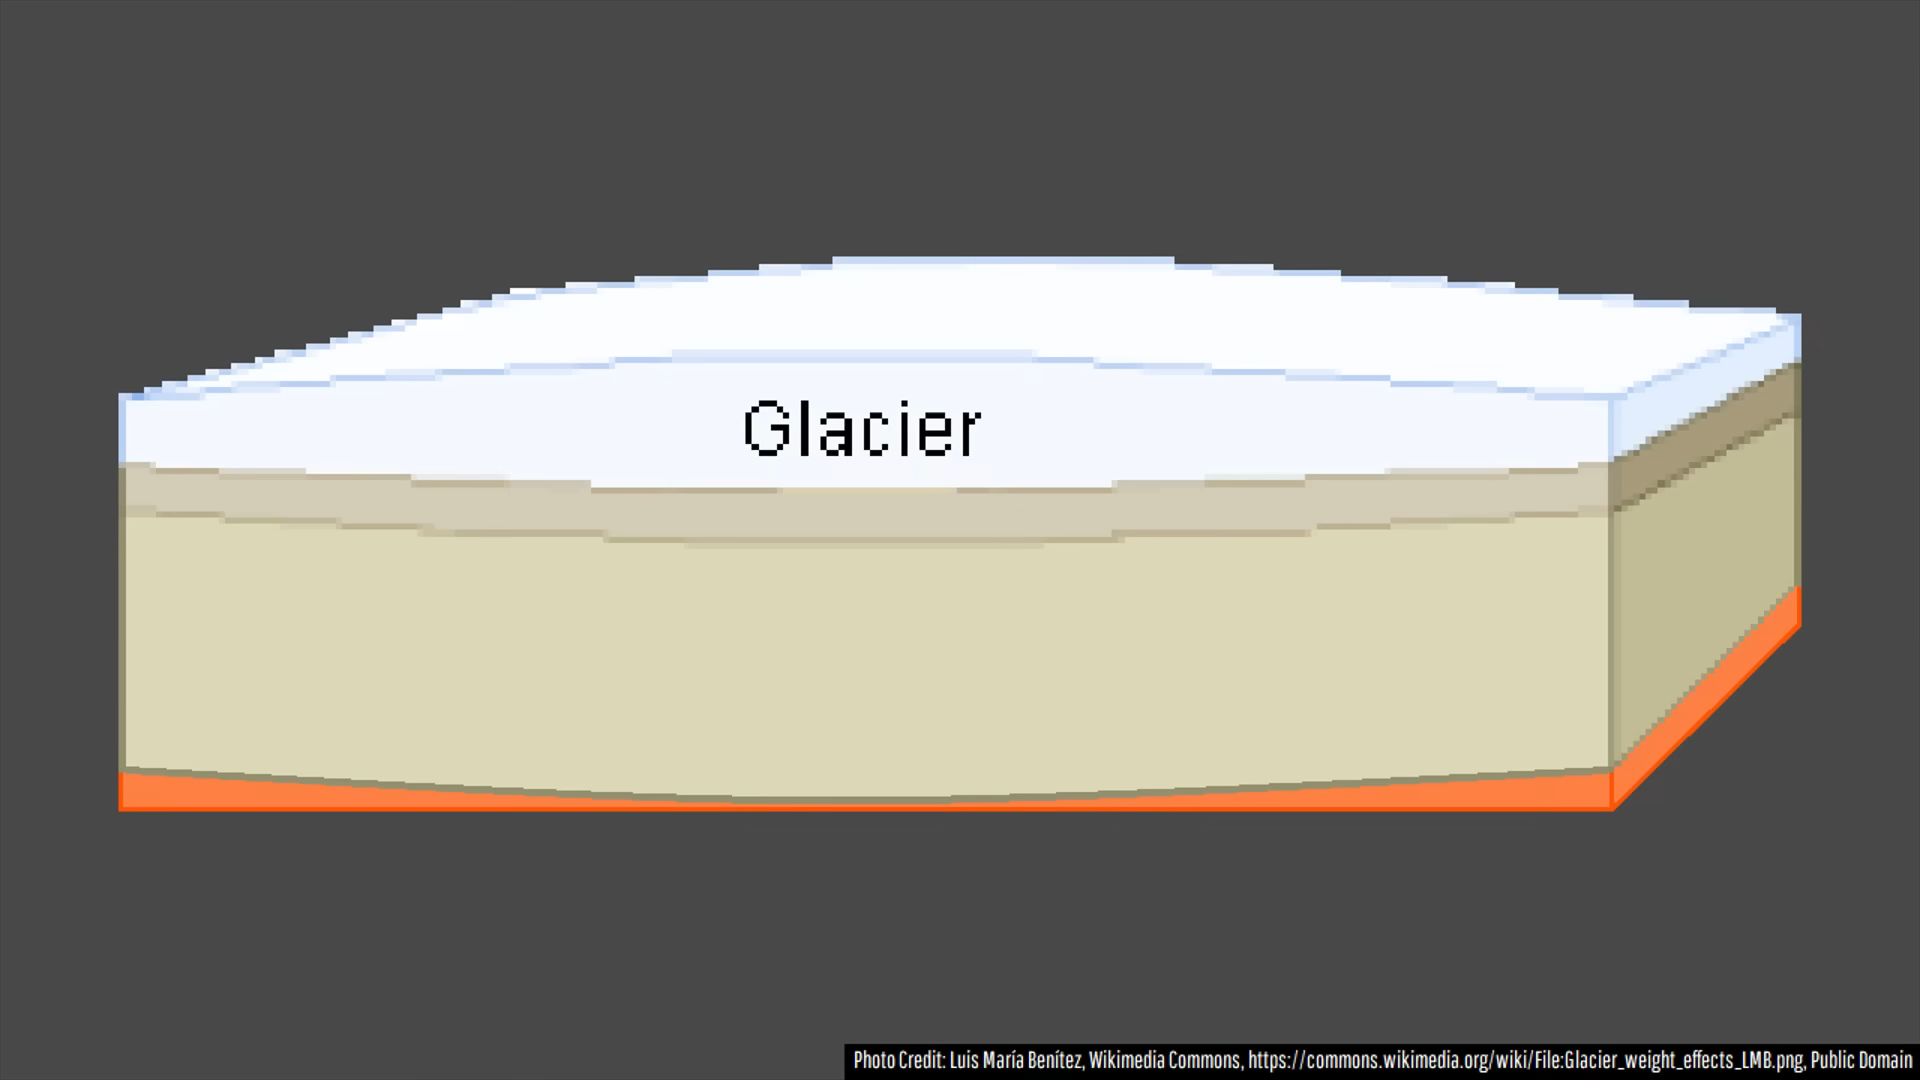 Glacier
Photo Credit: Luis María Benítez, Wikimedia Commons, https://commons.wikimedia.org/wiki/File:Glacier_weight_effects_LMB.png, Public Domain